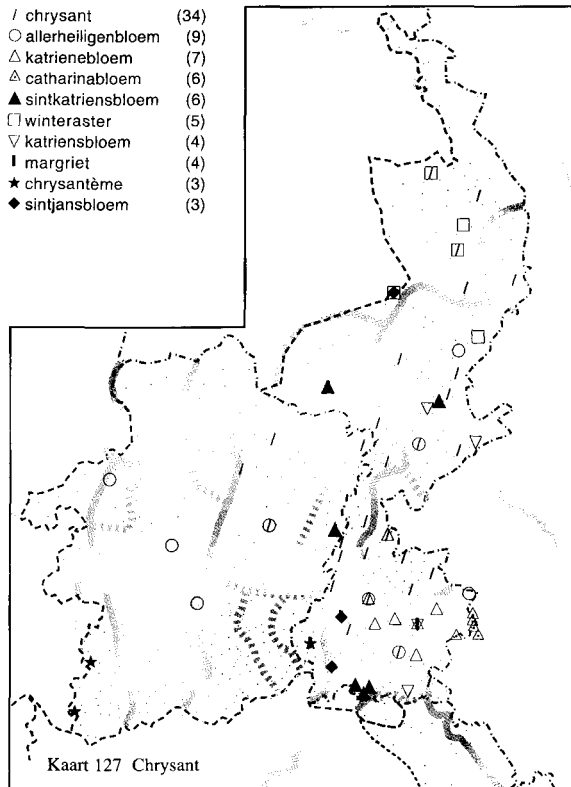 / chrysant (34)
○ allerheiligenbloem (9)
△ katrienebloem (7)
◬ catharinabloem (6)
▲ sintkatriensbloem (6)
□ winteraster (5)
▽ katriensbloem (4)
❙ margriet (4)
★ chrysantème (3)
◆ sintjansbloem (3)
Kaart 127 Chrysant